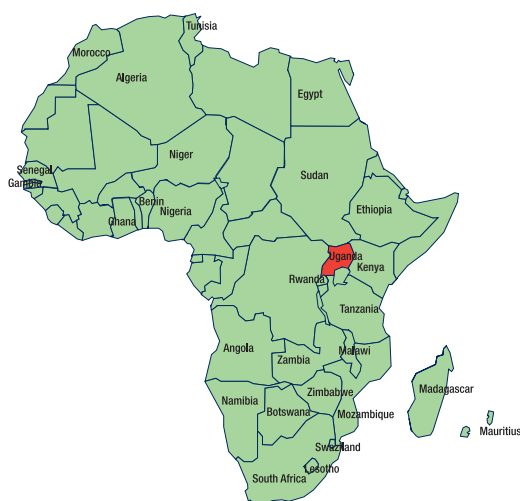 Tunisia
Morocco
Algeria
Egypt
Niger
Senegal
Gambia
Sudan
Benin
Nigeria
Ghana
Ethiopia
Uganda
Kenya
Rwanda
Tanzania
Angola
Malawi
Zambia
Madagascar
Zimbabwe
Namibia
Botswana
Mozambique
Mauritius
Swaziland
Lesotho
South Africa